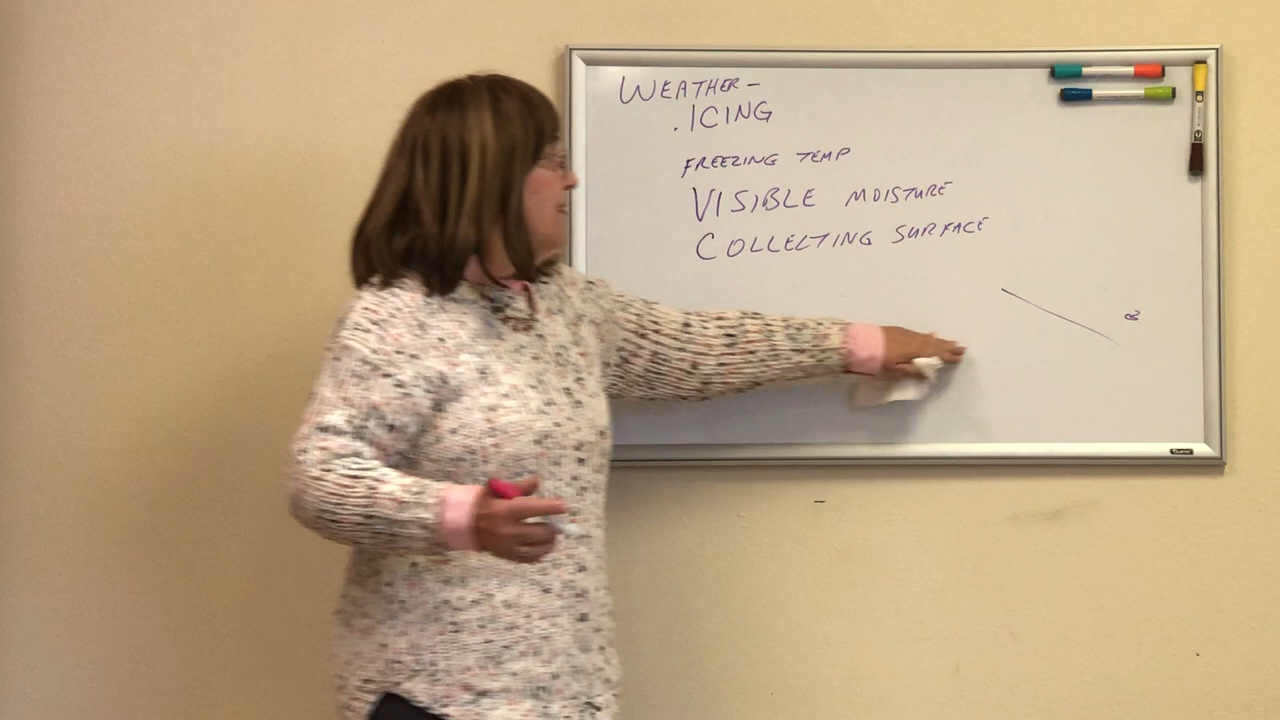 WEATHER-
.ICING
FREEZING TEMP
VISIBLE MOISTURE
COLLECTING SURFACE